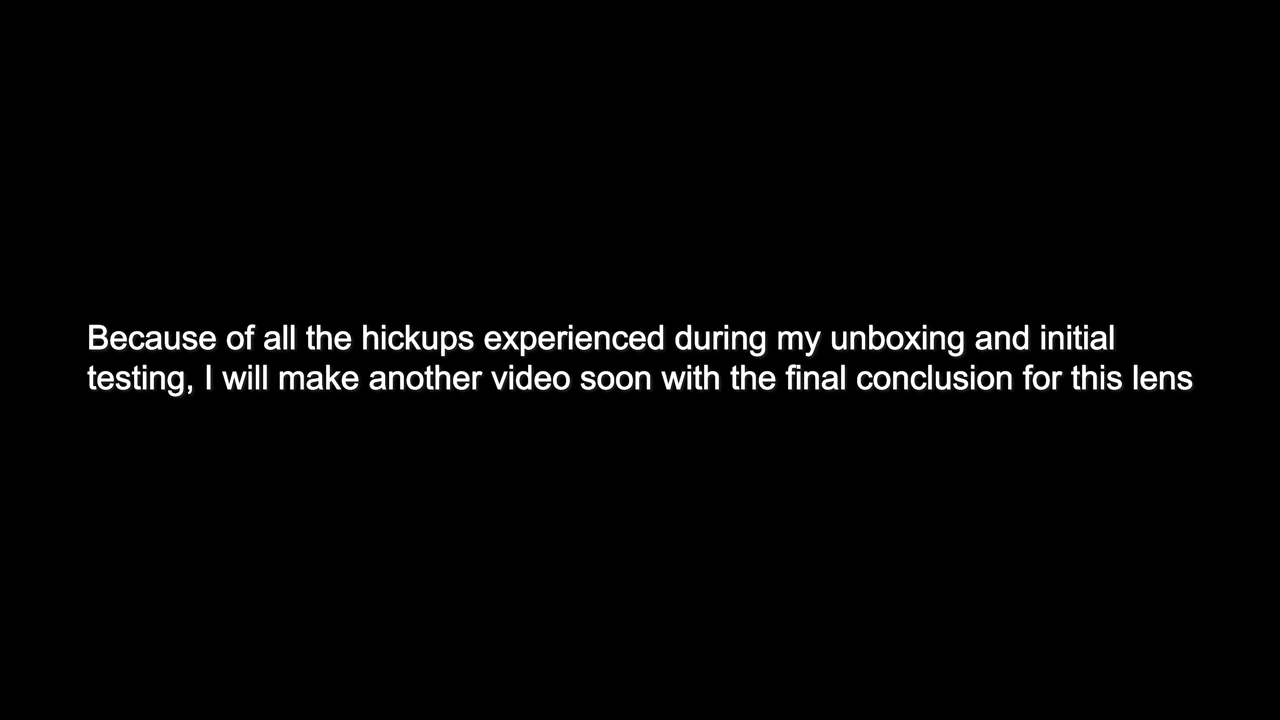 Because of all the hickups experienced during my unboxing and initial
testing, I will make another video soon with the final conclusion for this lens